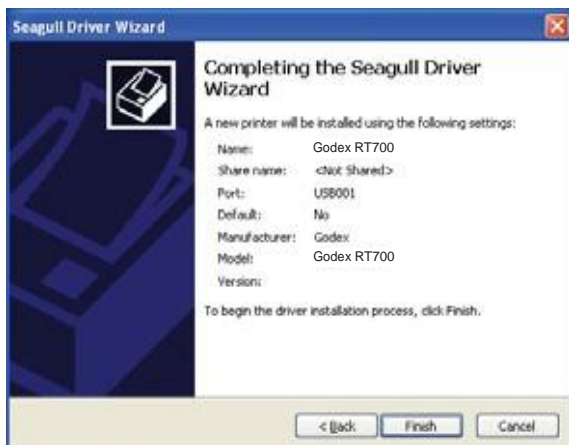 Seagull Driver Wizard
Completing the Seagull Driver
Wizard
A new printer will be installed using the following settings:
Name: Godex RT700
Share name: <Not Shared>
Port: USB001
Default: No
Manufacturer: Godex
Model: Godex RT700
Version:
To begin the driver installation process, click Finish.
< Back Finish Cancel